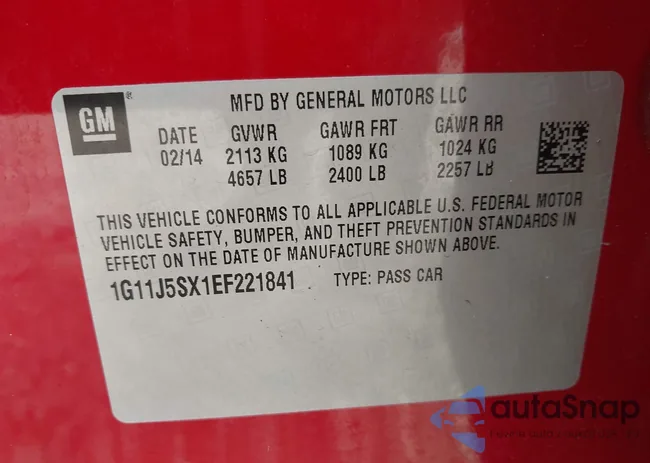 GM
MFD BY GENERAL MOTORS LLC
DATE GVWR GAWR FRT GAWR RR
02/14 2113 KG 1089 KG 1024 KG
4657 LB 2400 LB 2257 LB
THIS VEHICLE CONFORMS TO ALL APPLICABLE U.S. FEDERAL MOTOR
VEHICLE SAFETY, BUMPER, AND THEFT PREVENTION STANDARDS IN
EFFECT ON THE DATE OF MANUFACTURE SHOWN ABOVE.
1G11J5SX1EF221841 TYPE: PASS CAR
autoSnap